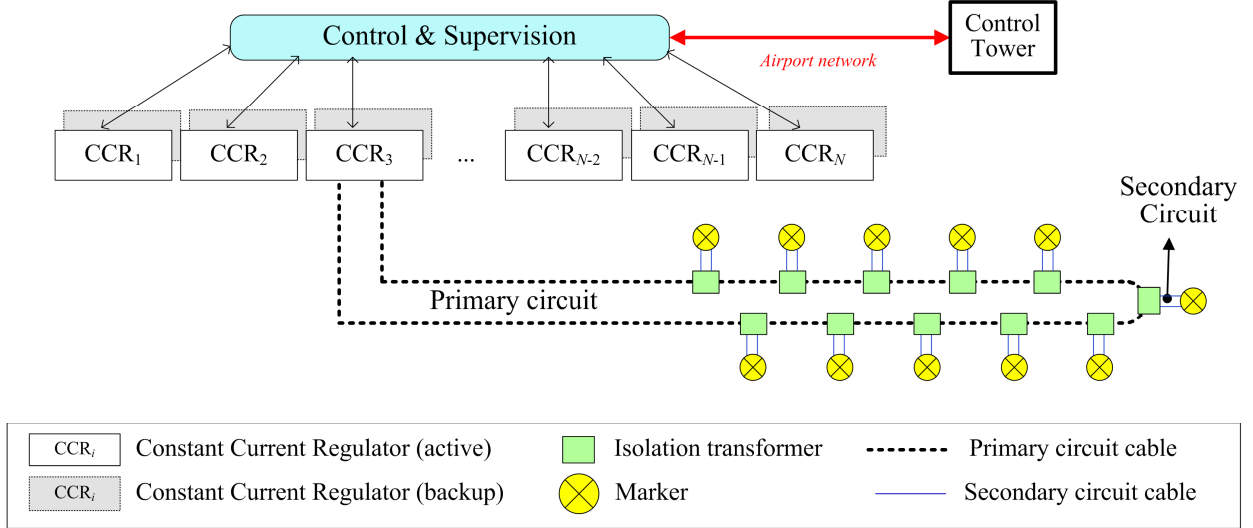 Control & Supervision
Control
Tower
Airport network
CCR1
CCR2
CCR3
...
CCRN-2
CCRN-1
CCRN
Secondary
Circuit
Primary circuit
CCRi Constant Current Regulator (active)
Isolation transformer
Primary circuit cable
CCRi Constant Current Regulator (backup)
Marker
Secondary circuit cable